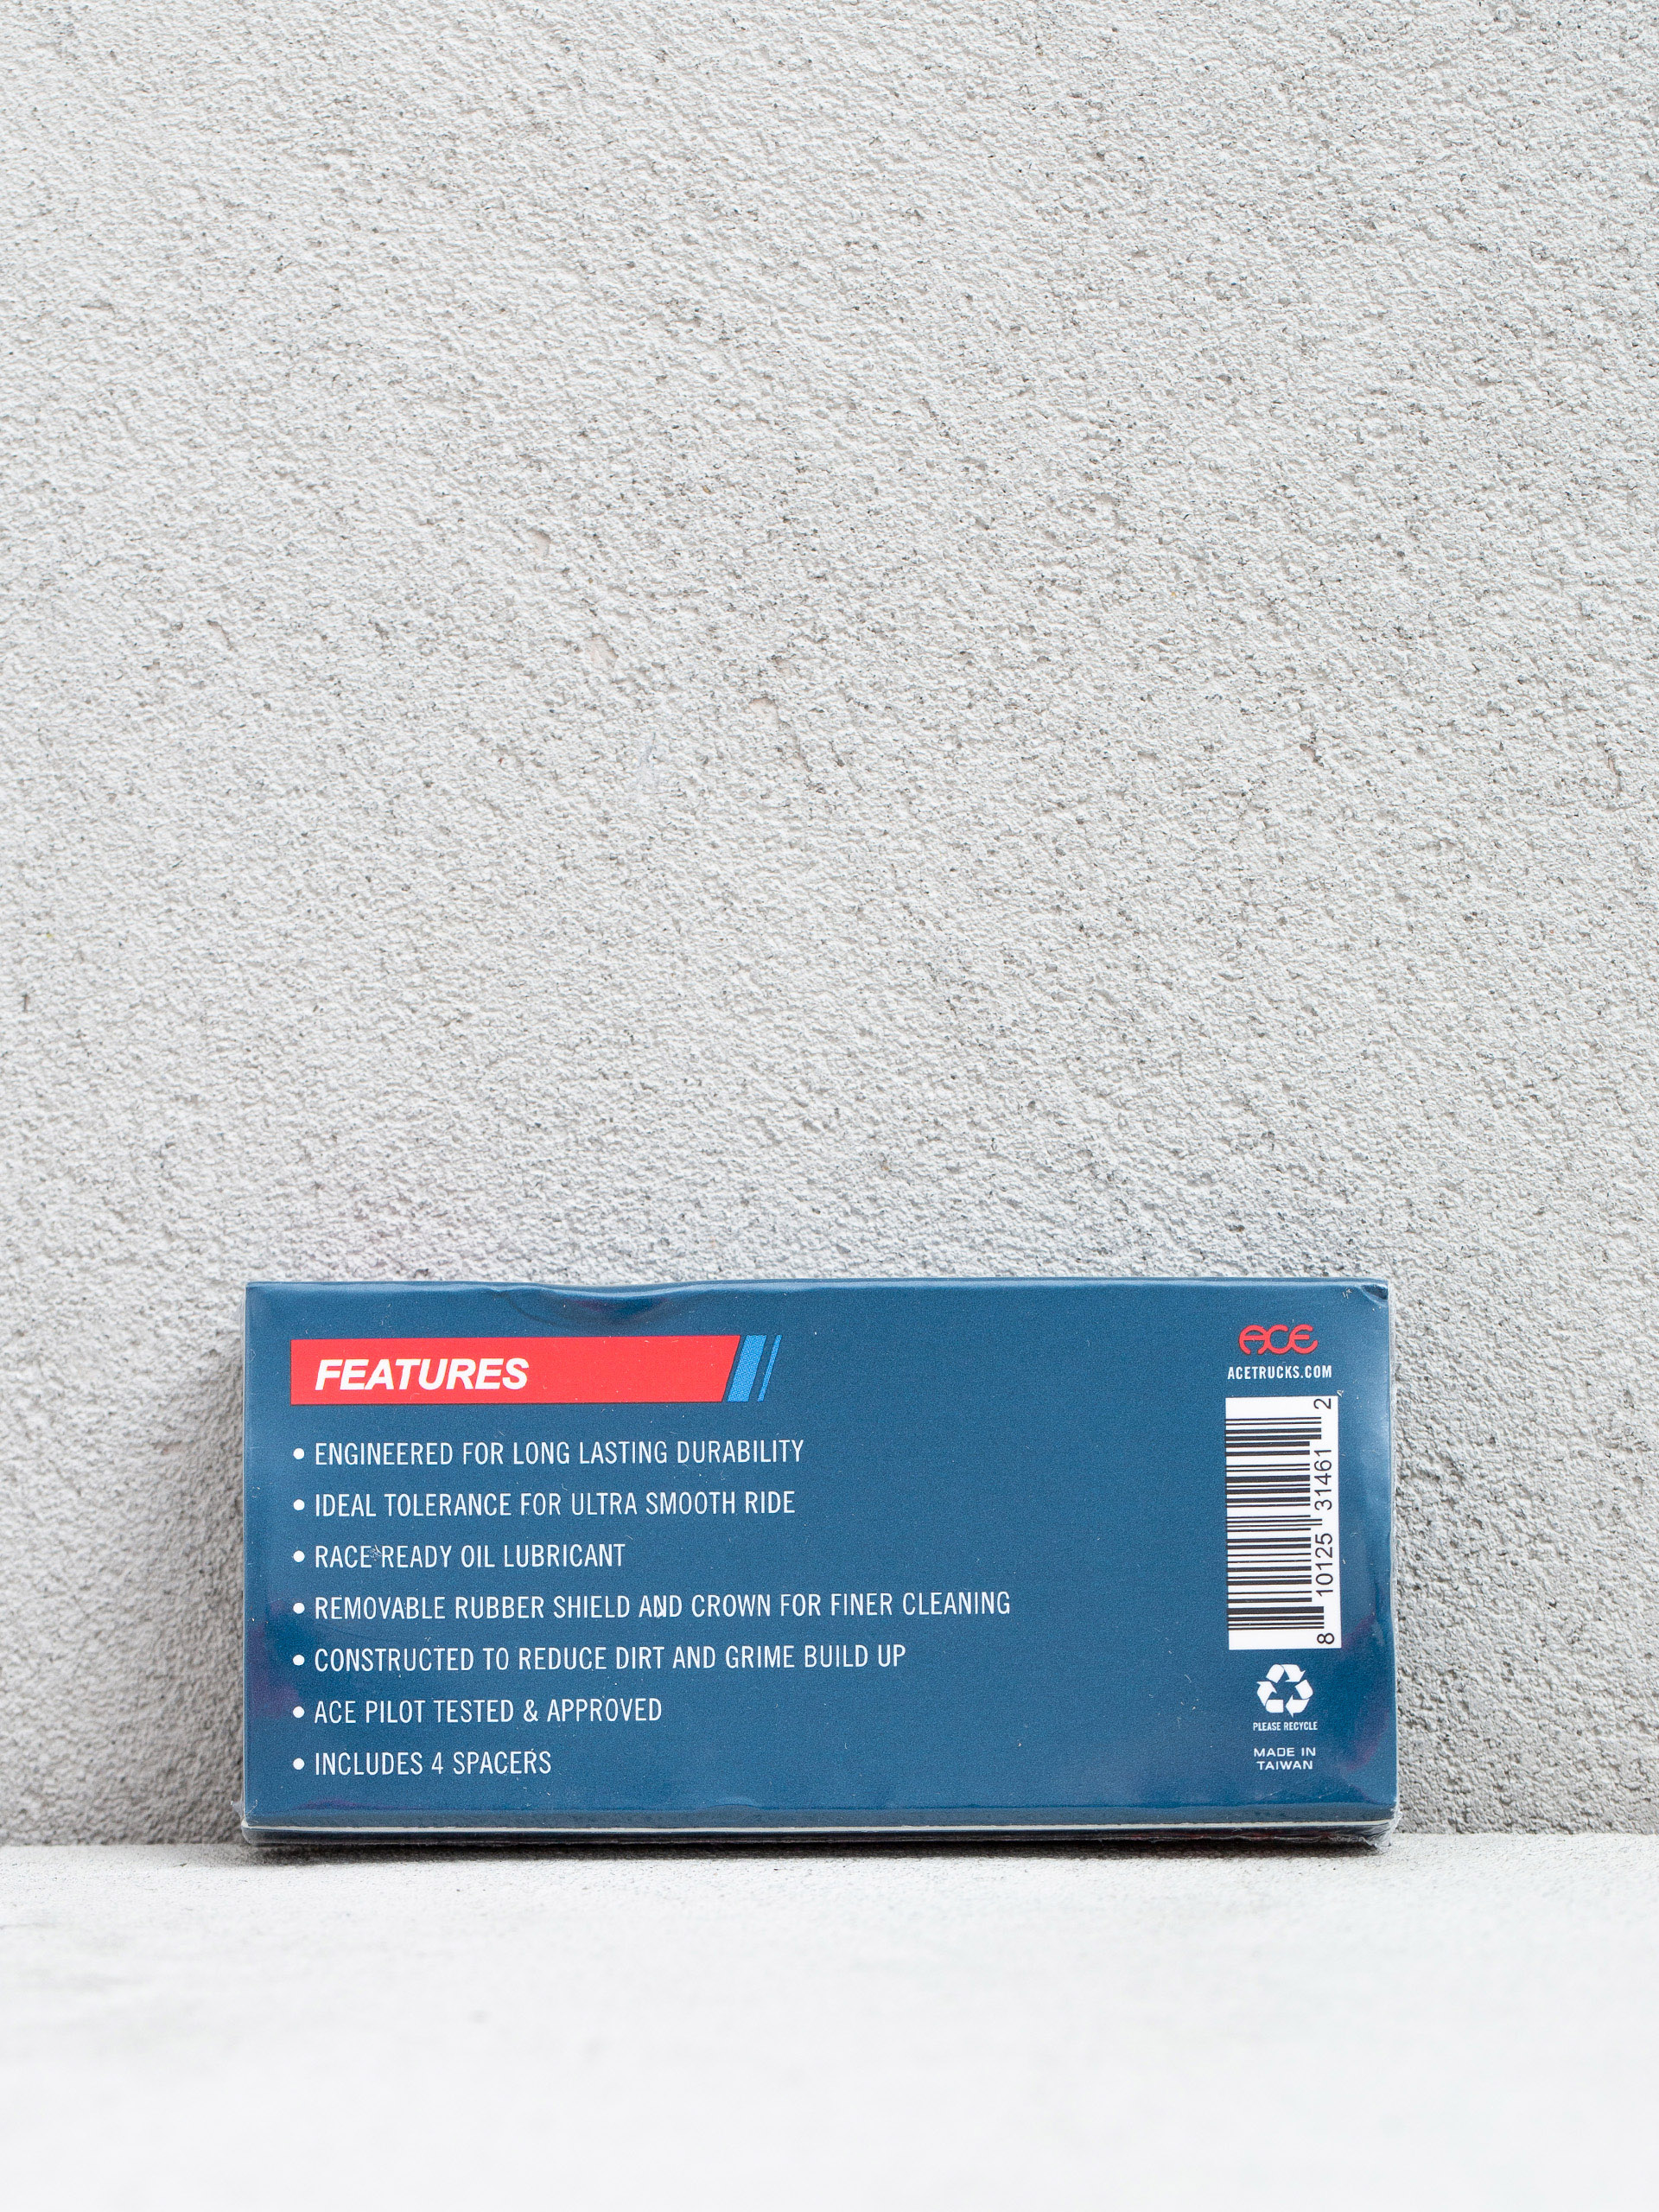 FEATURES
• ENGINEERED FOR LONG LASTING DURABILITY
• IDEAL TOLERANCE FOR ULTRA SMOOTH RIDE
• RACE READY OIL LUBRICANT
• REMOVABLE RUBBER SHIELD AND CROWN FOR FINER CLEANING
• CONSTRUCTED TO REDUCE DIRT AND GRIME BUILD UP
• ACE PILOT TESTED & APPROVED
• INCLUDES 4 SPACERS
ACE
ACETRUCKS.COM
8 10125 31461 2
PLEASE RECYCLE
MADE IN
TAIWAN